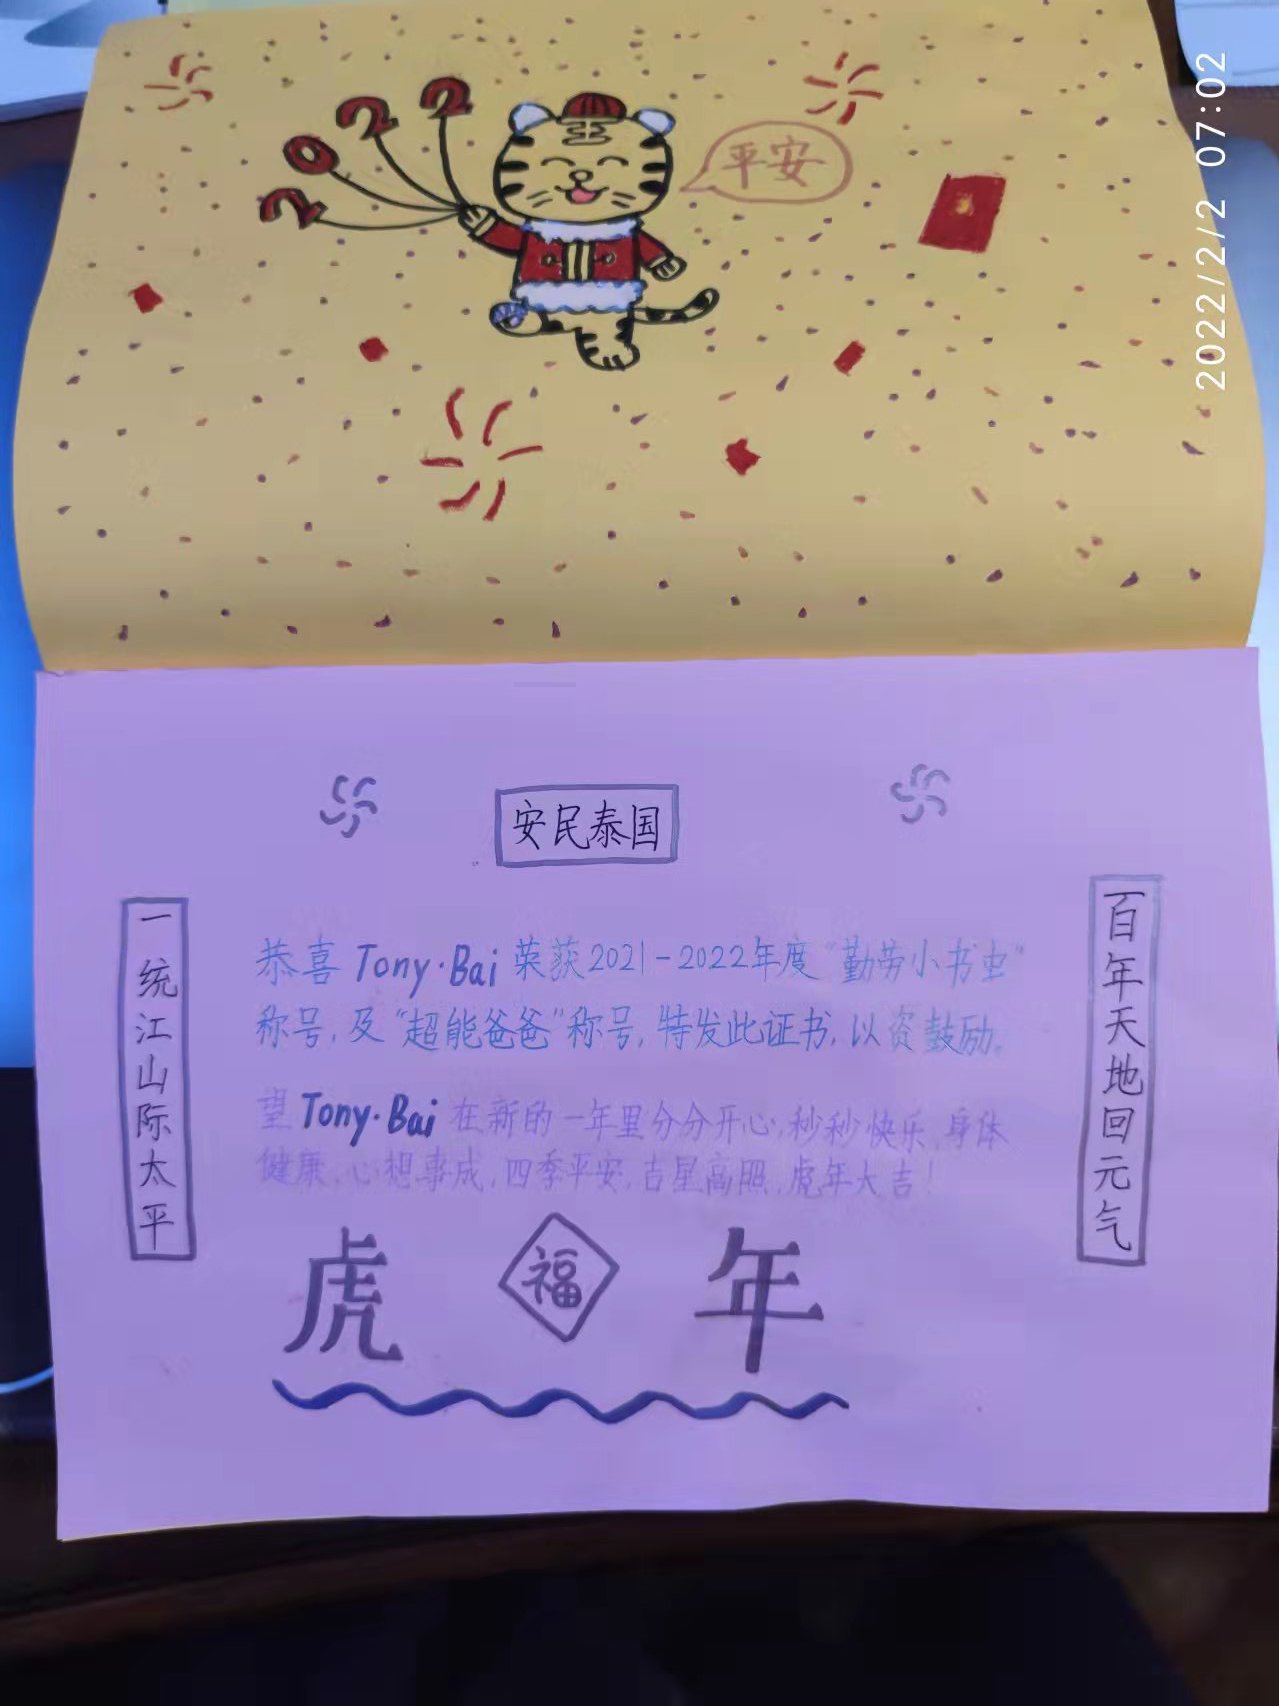 2022
平安
2022/2/2 07:02
安民泰国
百年天地回元气
一统江山际太平
恭喜 Tony·Bai 荣获2021-2022年度“勤劳小书虫”
称号,及“超能爸爸”称号,特发此证书,以资鼓励。
望 Tony·Bai 在新的一年里分分开心,秒秒快乐,身体
健康,心想事成,四季平安,吉星高照,虎年大吉!
虎 福 年